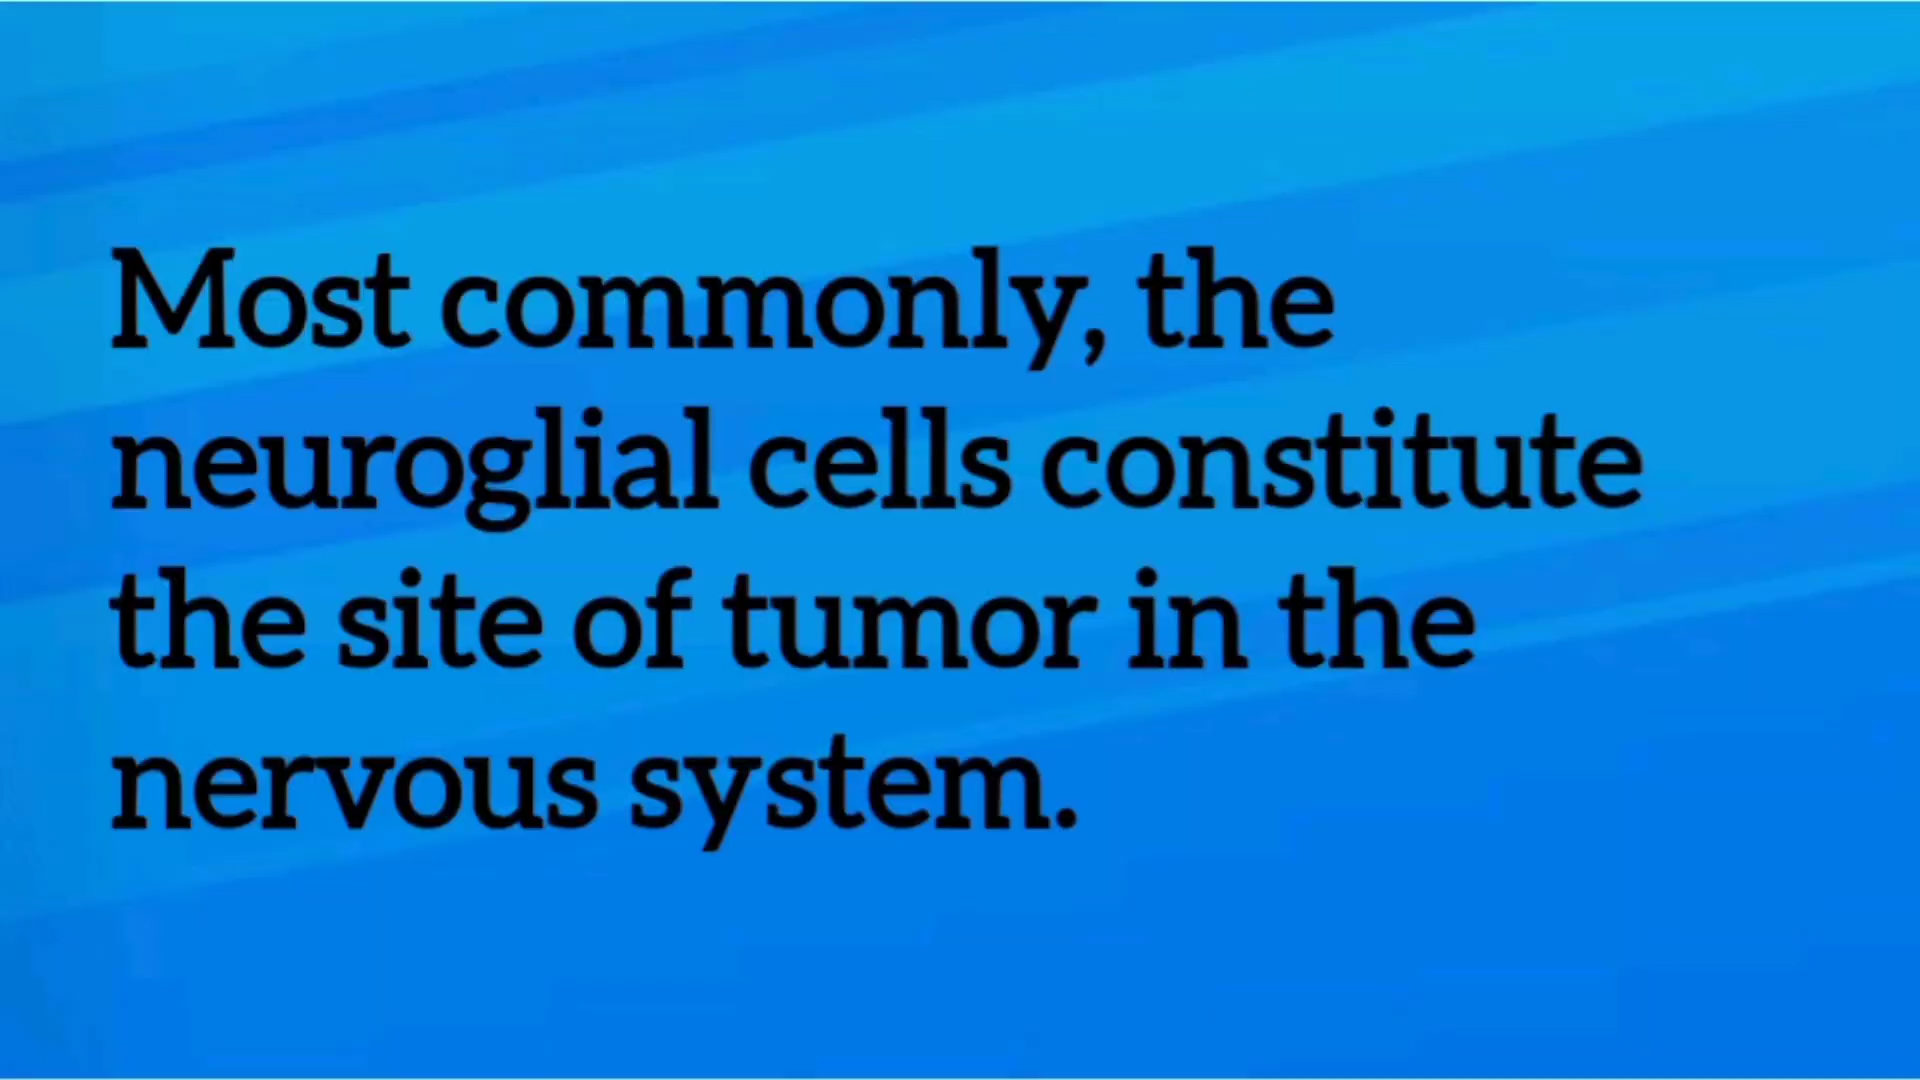 Most commonly, the
neuroglial cells constitute
the site of tumor in the
nervous system.